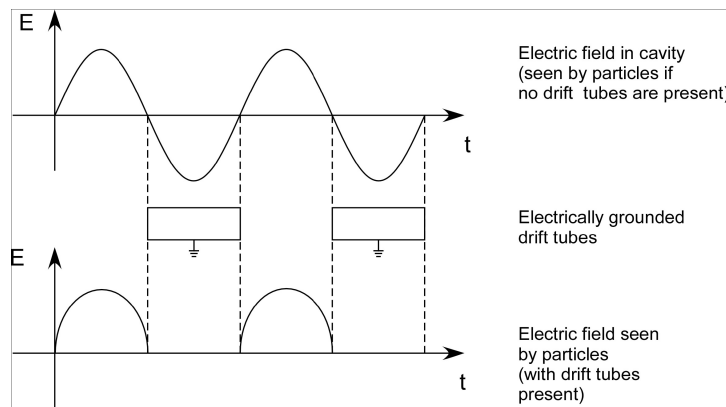 E
Electric field in cavity
(seen by particles if
no drift tubes are present)
t
Electrically grounded
drift tubes
E
Electric field seen
by particles
(with drift tubes
present)
t